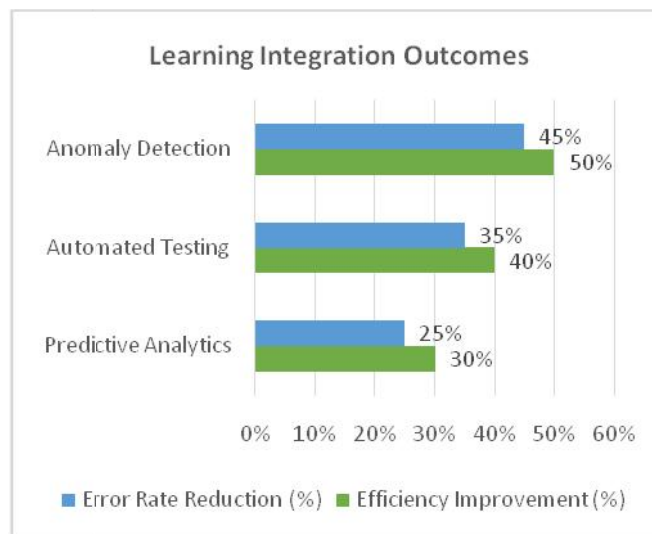 Learning Integration Outcomes
Anomaly Detection
45%
50%
Automated Testing
35%
40%
Predictive Analytics
25%
30%
0% 10% 20% 30% 40% 50% 60%
Error Rate Reduction (%) Efficiency Improvement (%)